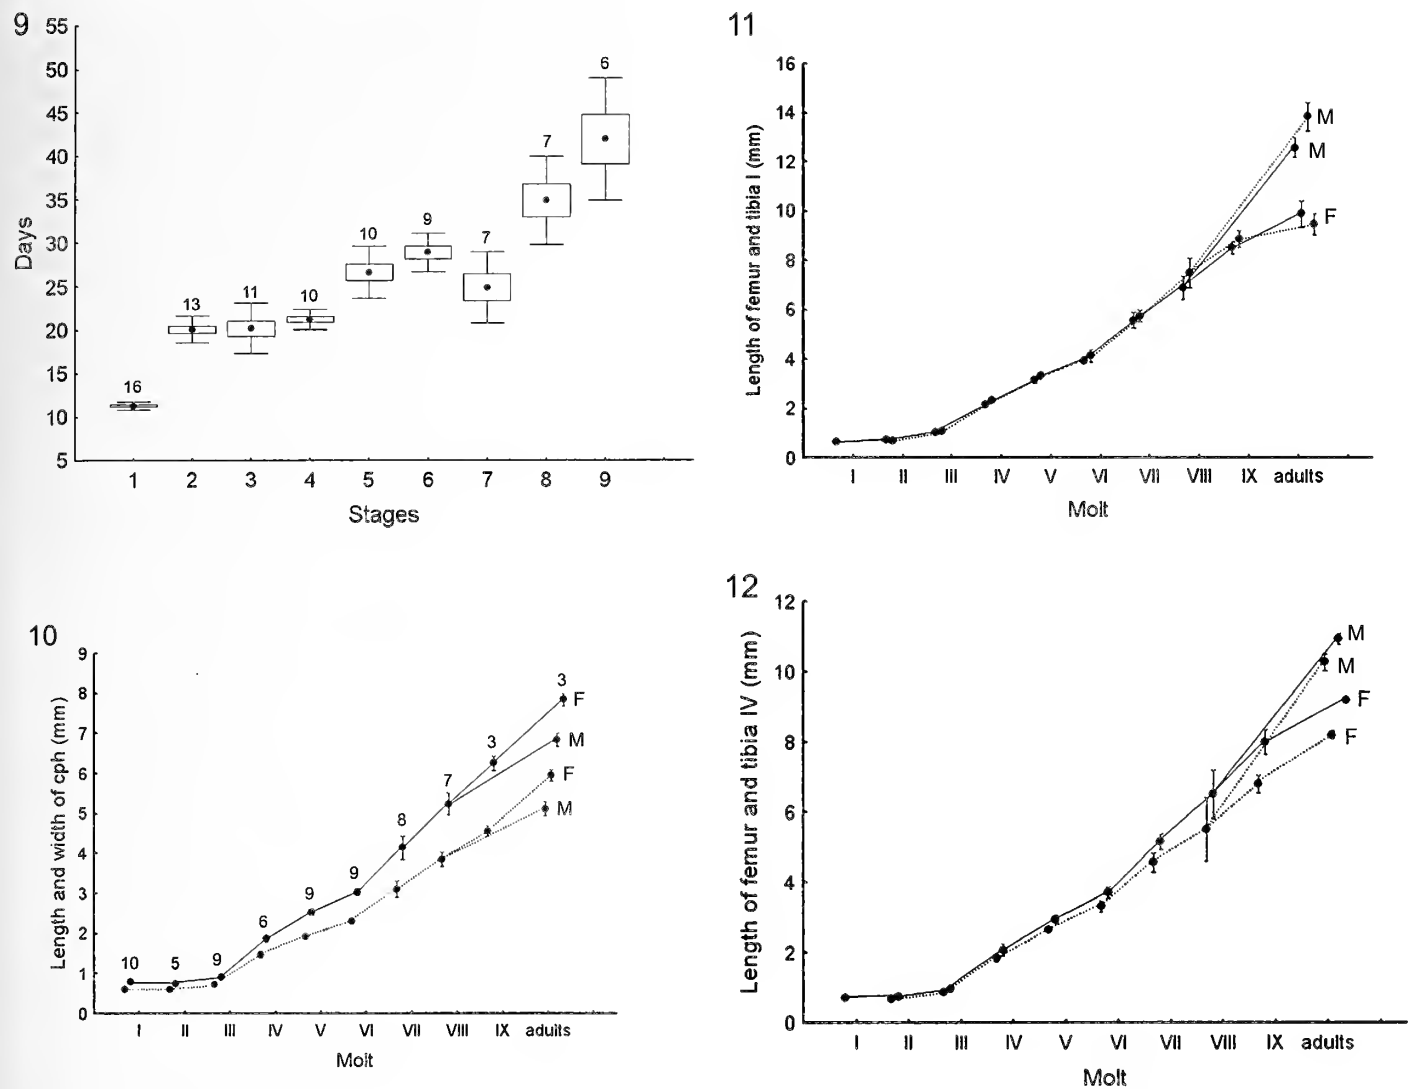 9
55
50
45
40
35
30
25
20
15
10
5
Days
16
13
11
10
10
9
7
7
6
1 2 3 4 5 6 7 8 9
Stages
11
16
14
12
10
8
6
4
2
0
Length of femur and tibia I (mm)
M
M
F
I II III IV V VI VII VIII IX adults
Molt
10
9
8
7
6
5
4
3
2
1
0
Length and width of cph (mm)
10 5 9 6 9 9 8 7 3 3
F
M
F
M
I II III IV V VI VII VIII IX adults
Molt
12
12
10
8
6
4
2
0
Length of femur and tibia IV (mm)
M
M
F
F
I II III IV V VI VII VIII IX adults
Molt